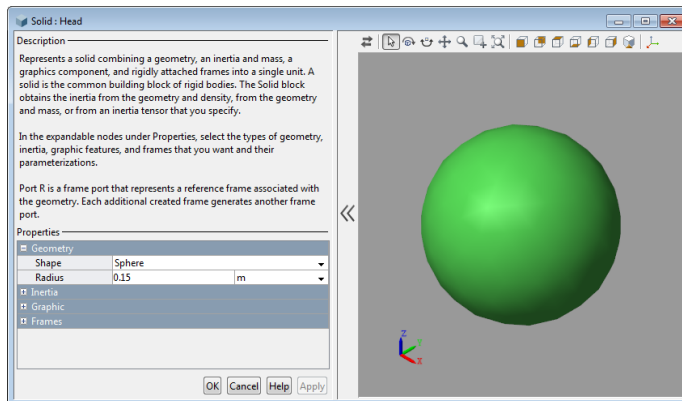 Solid : Head
Description
Represents a solid combining a geometry, an inertia and mass, a
graphics component, and rigidly attached frames into a single unit. A
solid is the common building block of rigid bodies. The Solid block
obtains the inertia from the geometry and density, from the geometry
and mass, or from an inertia tensor that you specify.
In the expandable nodes under Properties, select the types of geometry,
inertia, graphic features, and frames that you want and their
parameterizations.
Port R is a frame port that represents a reference frame associated with
the geometry. Each additional created frame generates another frame
port.
Properties
Geometry
Shape Sphere
Radius 0.15 m
Inertia
Graphic
Frames
OK Cancel Help Apply
Z
Y
X